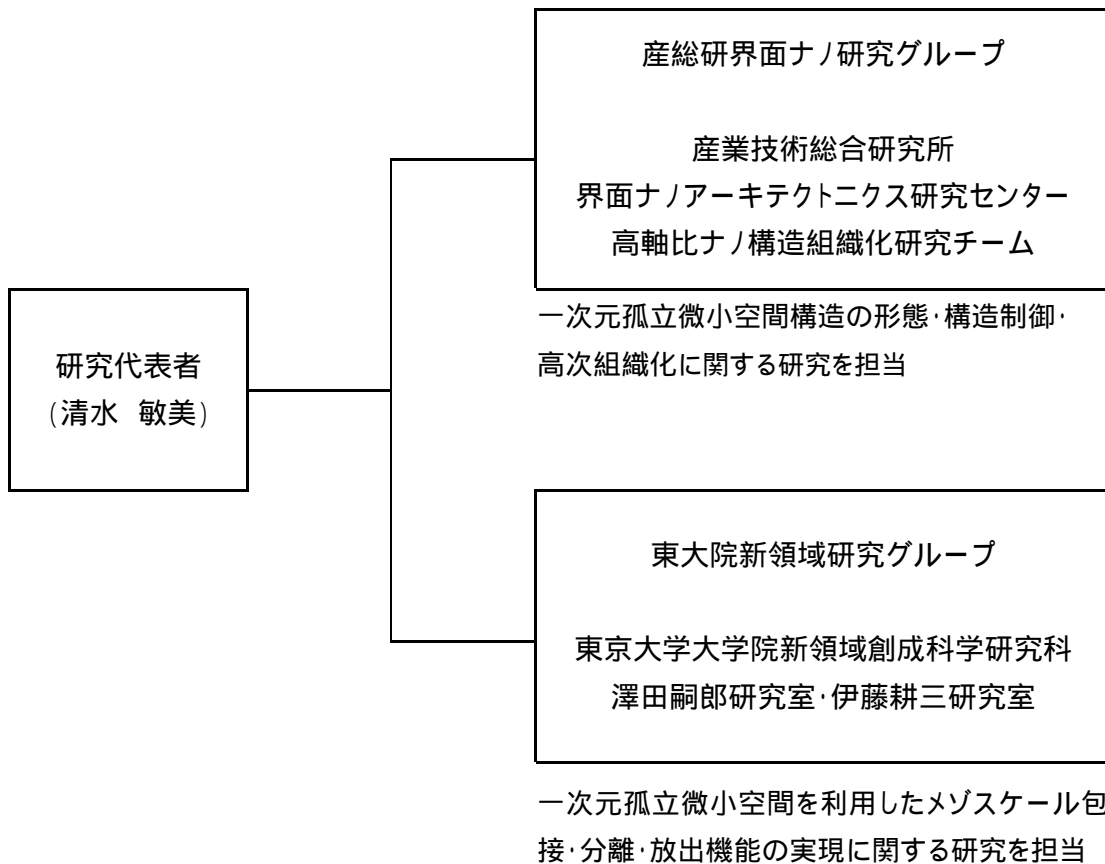 産総研界面ナノ研究グループ
産業技術総合研究所
界面ナノアーキテクトニクス研究センター
高軸比ナノ構造組織化研究チーム
一次元孤立微小空間構造の形態・構造制御・
高次組織化に関する研究を担当
研究代表者
(清水 敏美)
東大院新領域研究グループ
東京大学大学院新領域創成科学研究科
澤田嗣郎研究室・伊藤耕三研究室
一次元孤立微小空間を利用したメゾスケール包
接・分離・放出機能の実現に関する研究を担当